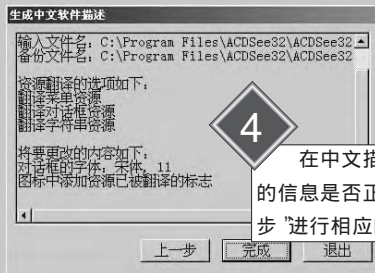 生成中文软件描述
输入文件名：C:\Program Files\ACDSee32\ACDSee32
备份文件名：C:\Program Files\ACDSee32\ACDSee32
资源翻译的选项如下：
翻译菜单资源
翻译对话框资源
翻译字符串资源
将要更改的内容如下：
对话框的字体：宋体，11
图标中添加资源已被翻译的标志
4
在中文描
的信息是否正
步"进行相应的
上一步
完成
退出